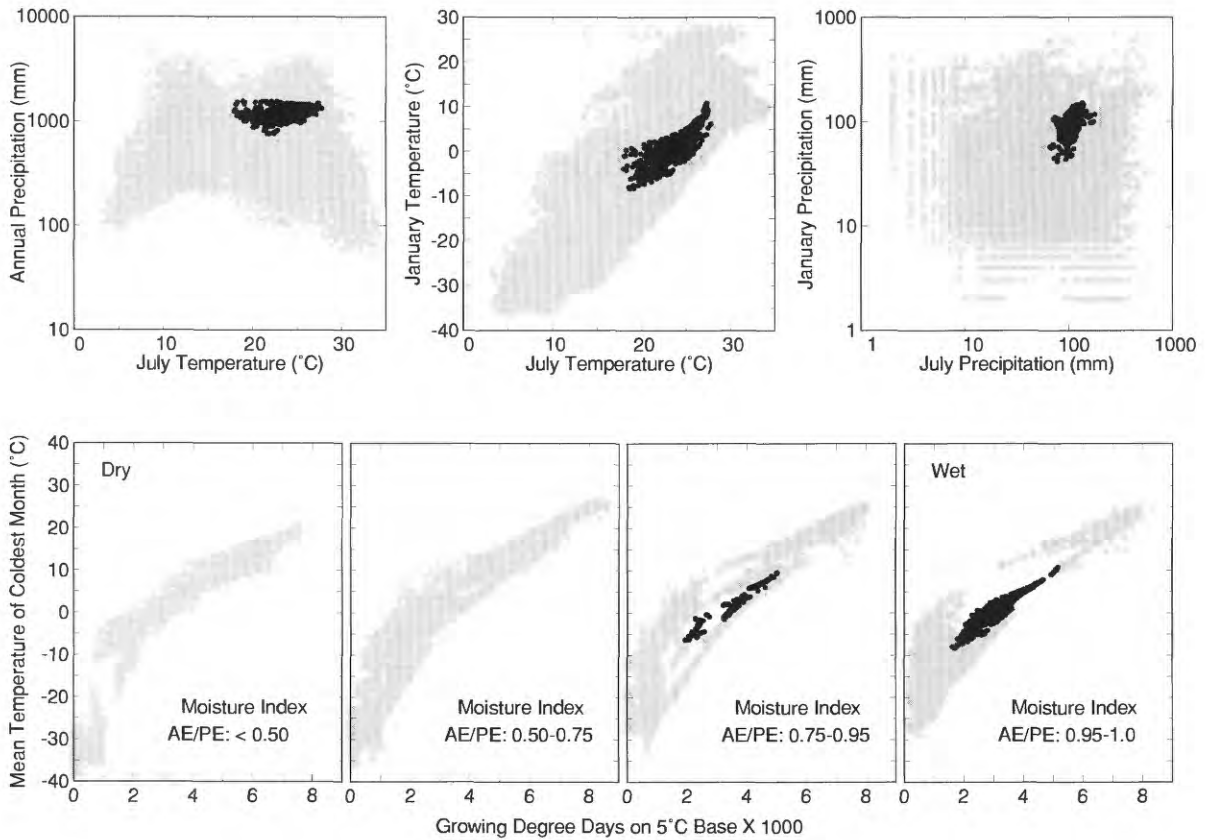 10000
1000
100
10
Annual Precipitation (mm)
0 10 20 30
July Temperature (°C)
30
20
10
0
-10
-20
-30
-40
January Temperature (°C)
0 10 20 30
July Temperature (°C)
1000
100
10
1
January Precipitation (mm)
1 10 100 1000
July Precipitation (mm)
40
30
20
10
0
-10
-20
-30
-40
Mean Temperature of Coldest Month (°C)
Dry
Moisture Index
AE/PE: < 0.50
0 2 4 6 8
Moisture Index
AE/PE: 0.50-0.75
0 2 4 6 8
Moisture Index
AE/PE: 0.75-0.95
0 2 4 6 8
Wet
Moisture Index
AE/PE: 0.95-1.0
0 2 4 6 8
Growing Degree Days on 5°C Base X 1000